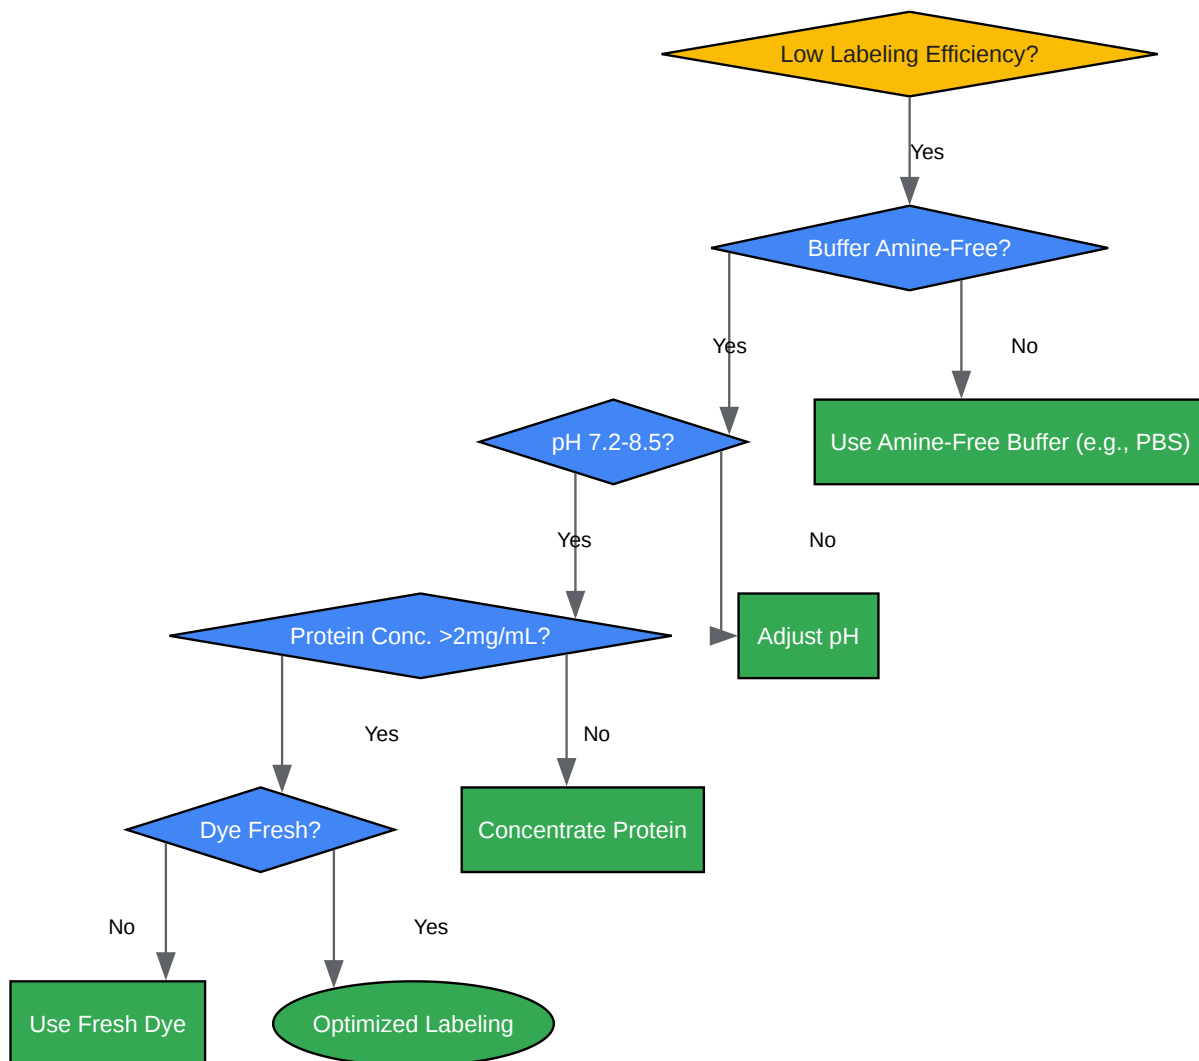 Low Labeling Efficiency?
Yes
Buffer Amine-Free?
Yes
No
pH 7.2-8.5?
Use Amine-Free Buffer (e.g., PBS)
Yes
No
Protein Conc. >2mg/mL?
Adjust pH
Yes
No
Dye Fresh?
Concentrate Protein
No
Yes
Use Fresh Dye
Optimized Labeling